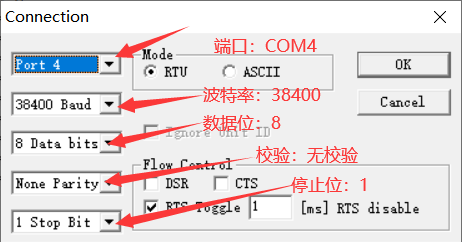 Connection
Port 4
端口：COM4
Mode
RTU
ASCII
OK
38400 Baud
波特率：38400
Cancel
8 Data bits
数据位：8
Ignore Unit ID
校验：无校验
None Parity
Flow Control
DSR
CTS
停止位：1
1 Stop Bit
RTS Toggle
1
[ms] RTS disable